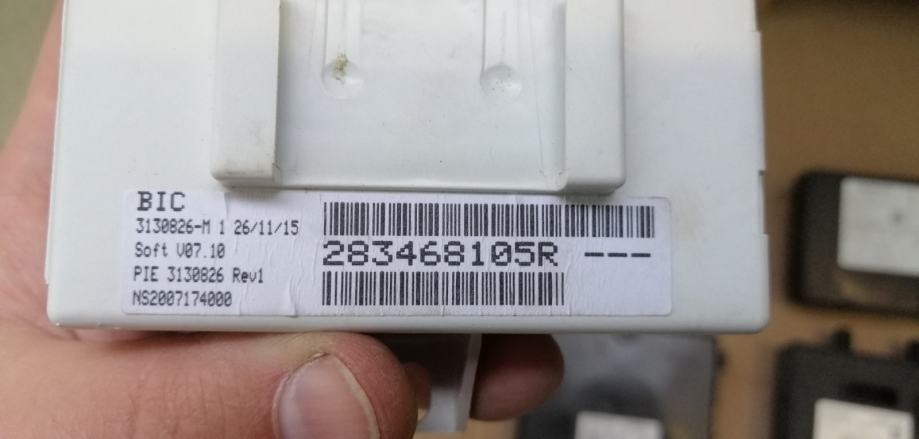 BIC
3130826-M 1 26/11/15
Soft V07.10
PIE 3130826 Rev1
NS2007174000
283468105R ---